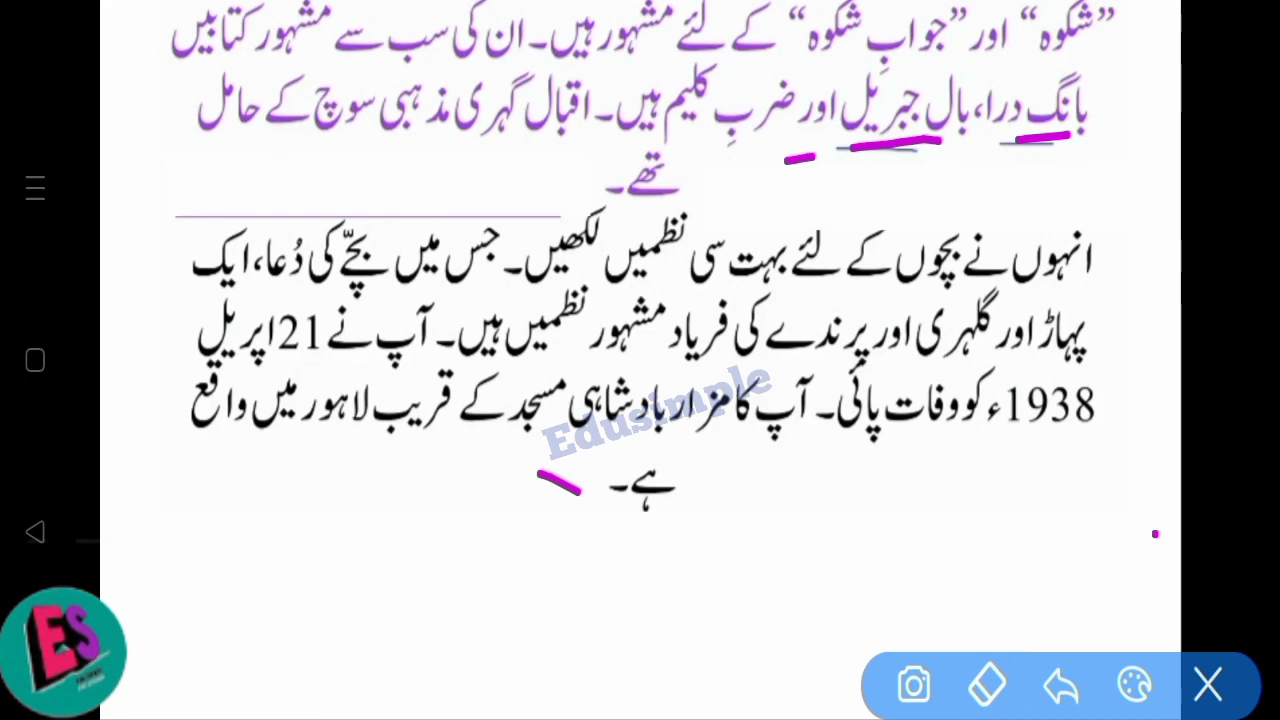 ”شکوہ“ اور ”جوابِ شکوہ“ کے لئے مشہور ہیں۔ ان کی سب سے مشہور کتابیں
بانگ درا، بال جبریل اور ضربِ کلیم ہیں۔ اقبال گہری مذہبی سوچ کے حامل
تھے۔
انہوں نے بچوں کے لئے بہت سی نظمیں لکھیں۔ جس میں بچّے کی دُعا، ایک
پہاڑ اور گلہری اور پرندے کی فریاد مشہور نظمیں ہیں۔ آپ نے 21 اپریل
1938ء کو وفات پائی۔ آپ کا مزار بادشاہی مسجد کے قریب لاہور میں واقع
ہے۔
Edusimple
ES